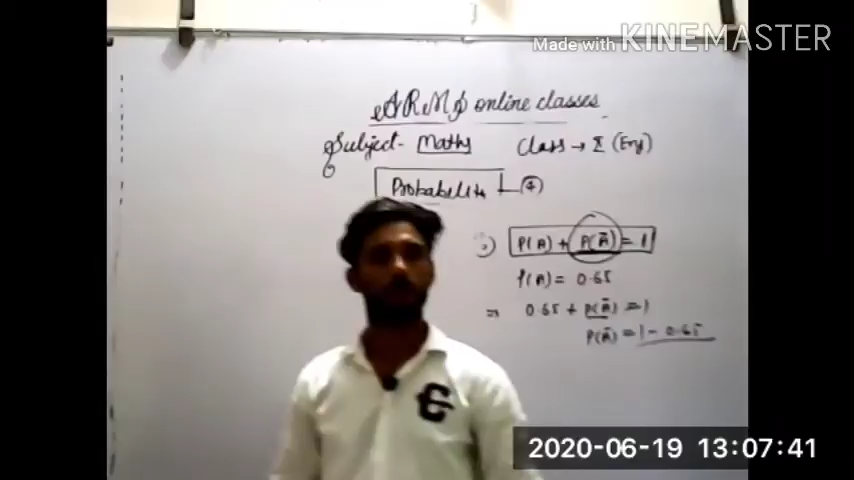 Made with KINEMASTER
ARMS online classes
Subject- Maths Class → X (Eng)
Probability
P(A) + P(Ā) = 1
P(A) = 0.65
⇒ 0.65 + P(Ā) = 1
P(Ā) = 1 - 0.65
2020-06-19 13:07:41